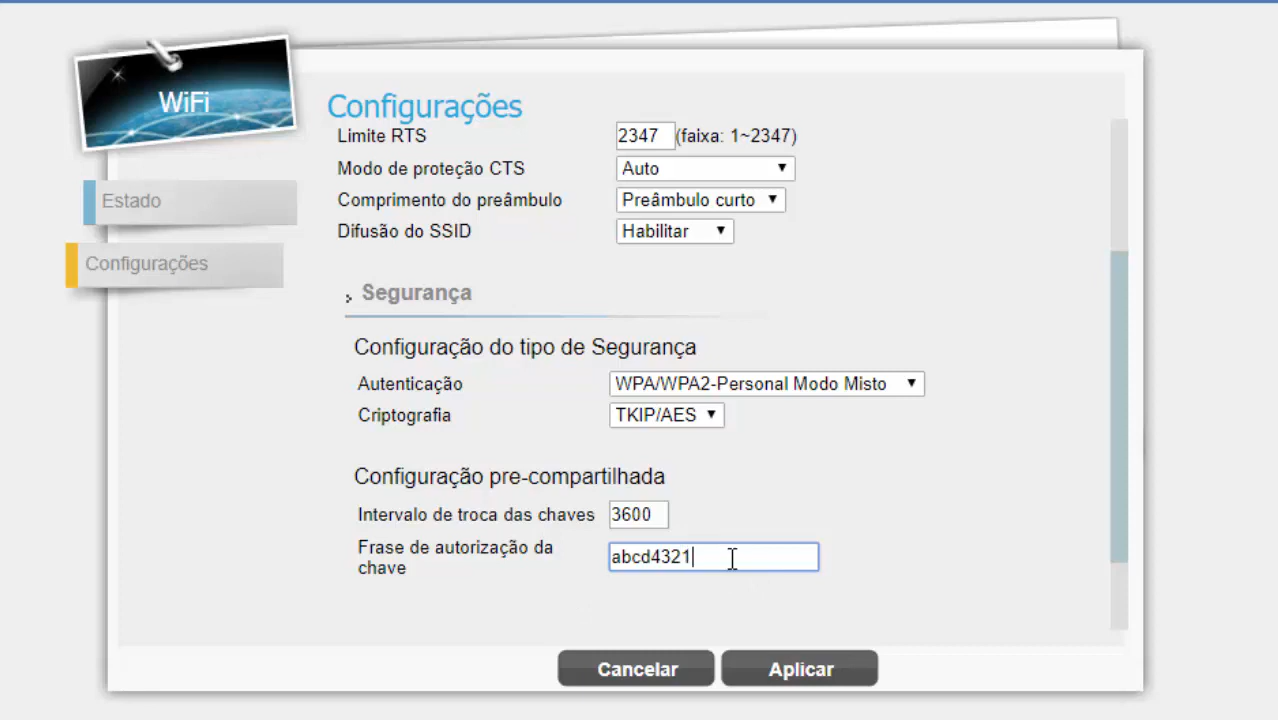 WiFi
Estado
Configurações
Configurações
Limite RTS 2347 (faixa: 1~2347)
Modo de proteção CTS Auto
Comprimento do preâmbulo Preâmbulo curto
Difusão do SSID Habilitar
Segurança
Configuração do tipo de Segurança
Autenticação WPA/WPA2-Personal Modo Misto
Criptografia TKIP/AES
Configuração pre-compartilhada
Intervalo de troca das chaves 3600
Frase de autorização da
chave abcd4321
Cancelar Aplicar